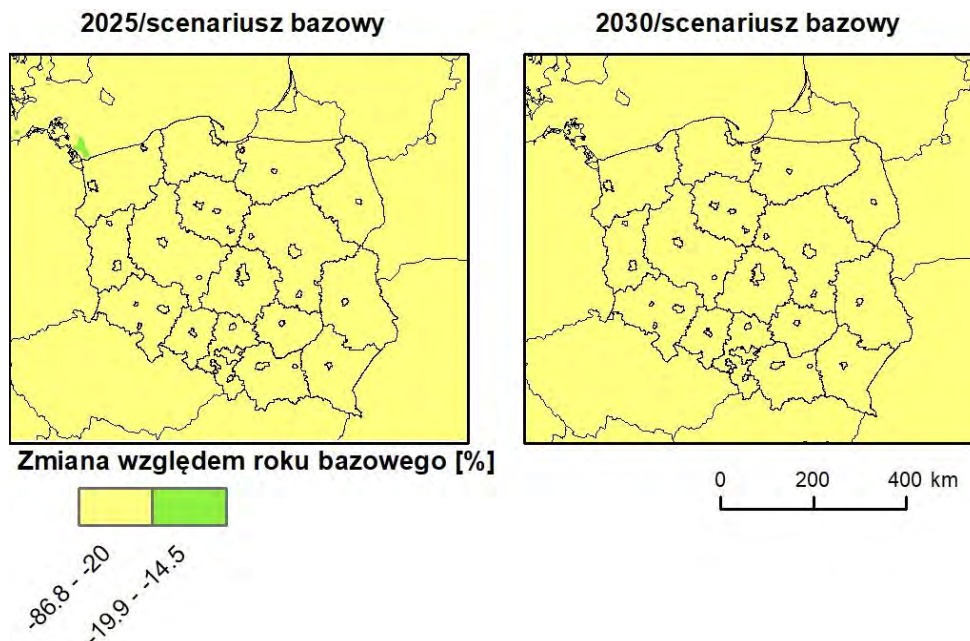 2025/scenariusz bazowy
2030/scenariusz bazowy
Zmiana względem roku bazowego [%]
-86.8 - -20
-19.9 - -14.5
0 200 400 km